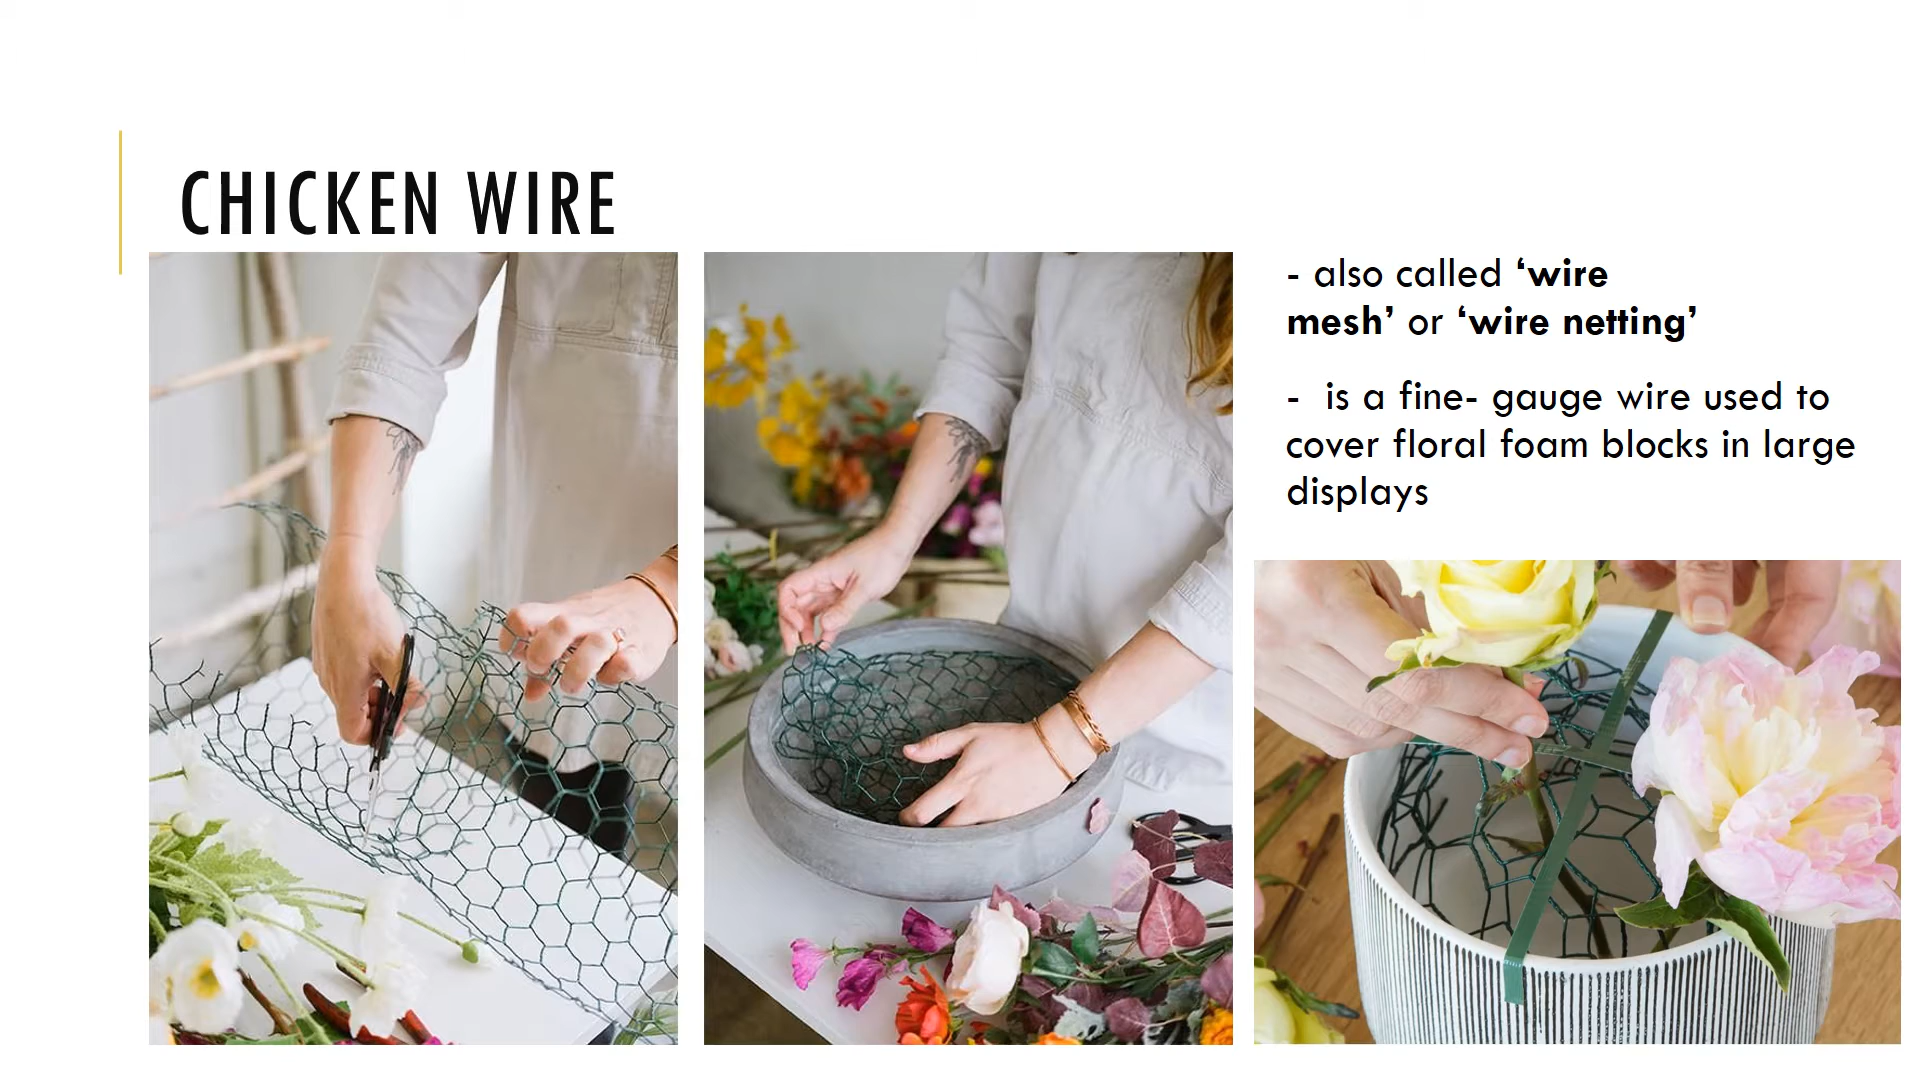 CHICKEN WIRE
- also called ‘wire
mesh’ or ‘wire netting’
-  is a fine- gauge wire used to
cover floral foam blocks in large
displays